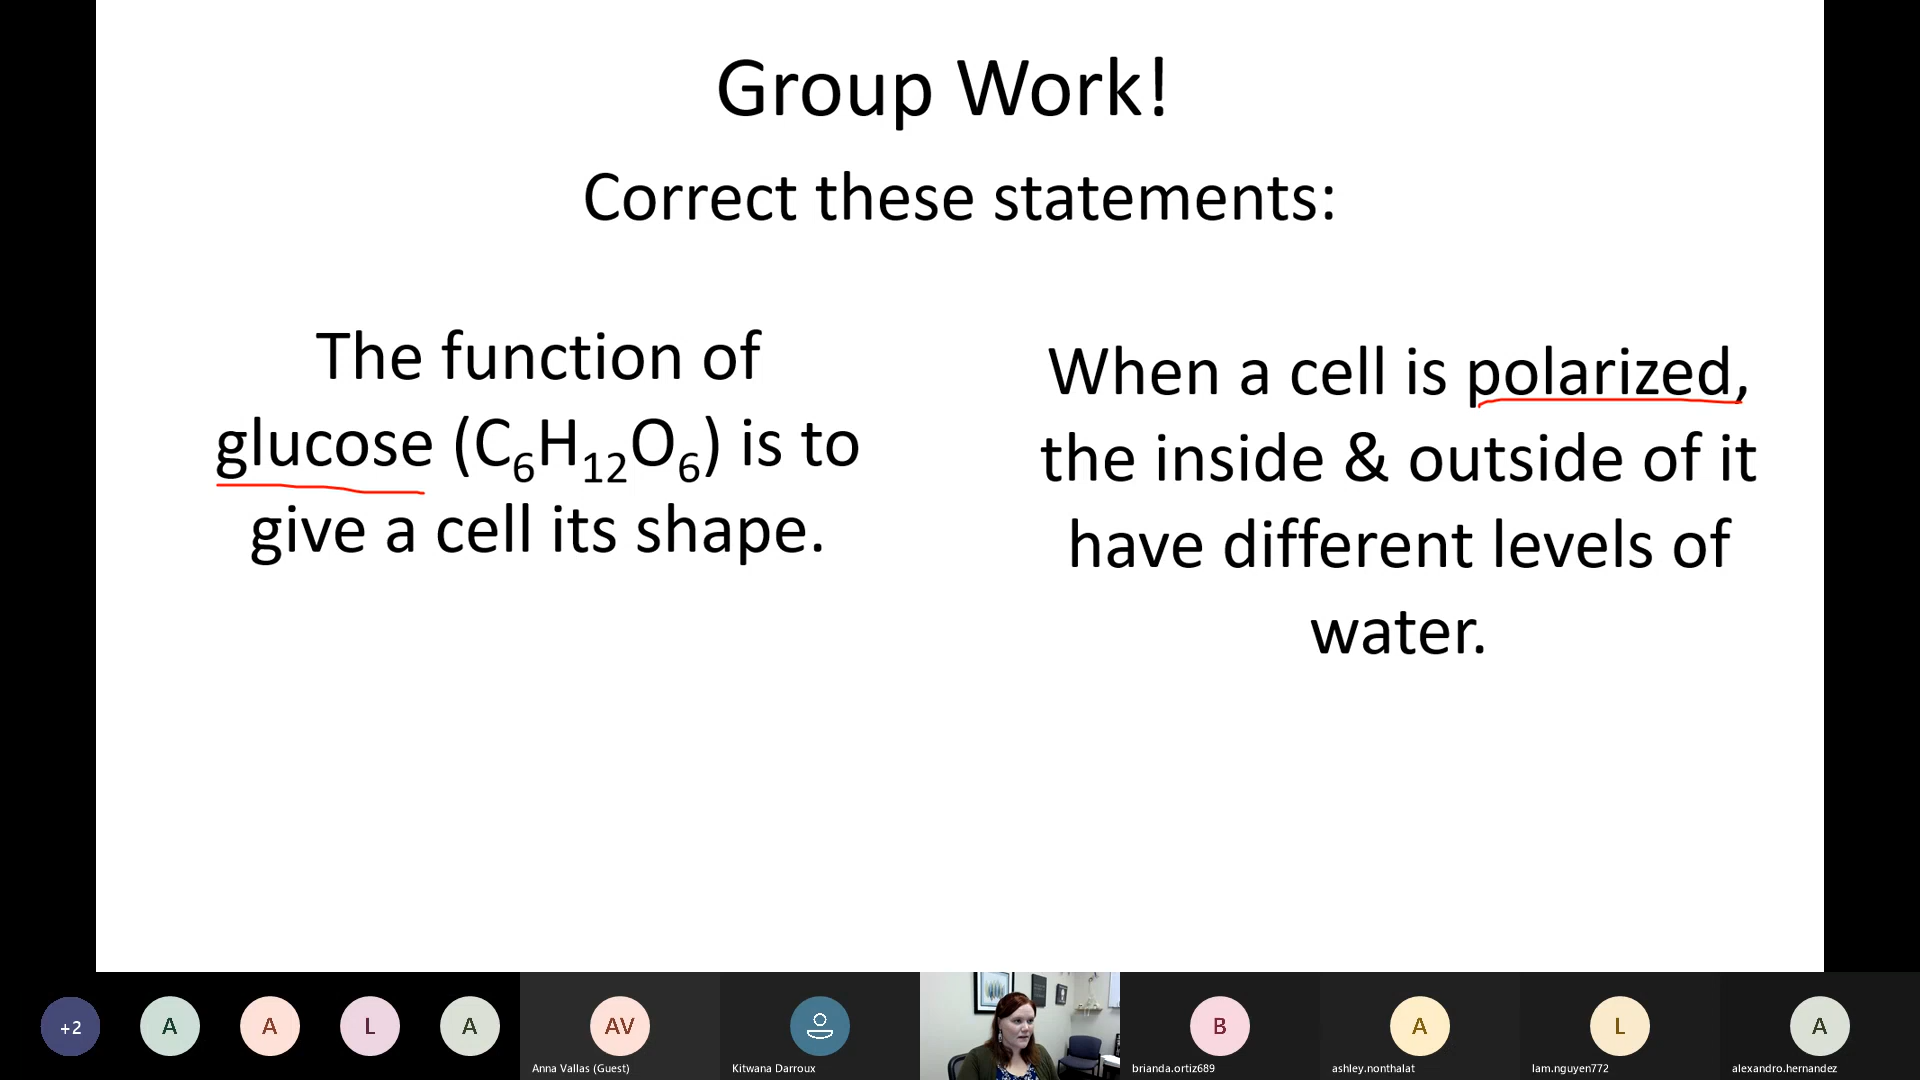 Group Work!
Correct these statements:
The function of
glucose (C₆H₁₂O₆) is to
give a cell its shape.
When a cell is polarized,
the inside & outside of it
have different levels of
water.
+2
A
A
L
A
AV
B
A
L
A
Anna Vallas (Guest)
Kitwana Darroux
brianda.ortiz689
ashley.nonthalat
lam.nguyen772
alexandro.hernandez